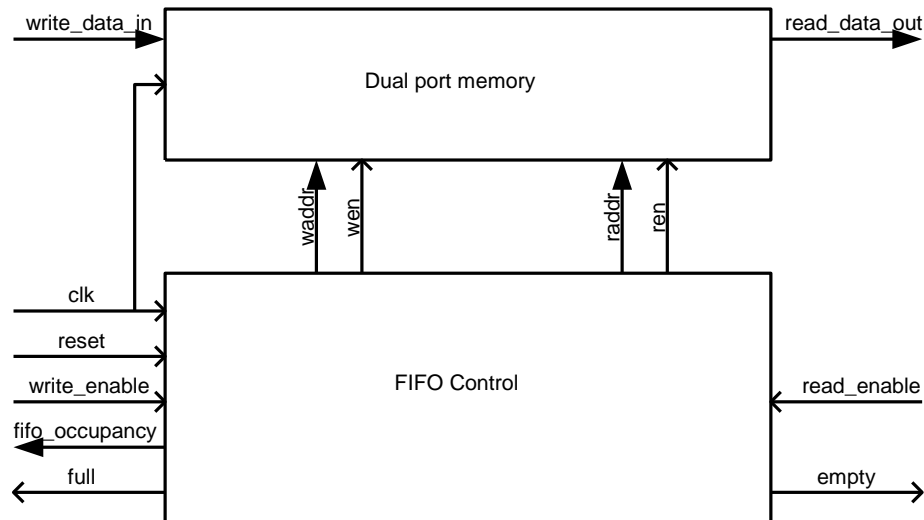 write_data_in
read_data_out
Dual port memory
waddr
wen
raddr
ren
clk
reset
FIFO Control
write_enable
read_enable
fifo_occupancy
full
empty